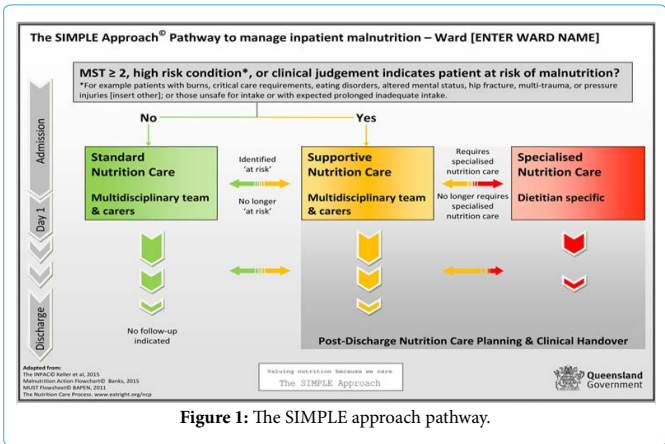 The SIMPLE Approach© Pathway to manage inpatient malnutrition – Ward [ENTER WARD NAME]
MST ≥ 2, high risk condition*, or clinical judgement indicates patient at risk of malnutrition?
*For example patients with burns, critical care requirements, eating disorders, altered mental status, hip fracture, multi-trauma, or pressure
injuries [insert other]; or those unsafe for intake or with expected prolonged inadequate intake.
No
Yes
Admission
Day 1
Discharge
Standard
Nutrition Care
Multidisciplinary team
& carers
Identified
'at risk'
No longer
'at risk'
Supportive
Nutrition Care
Multidisciplinary team
& carers
Requires
specialised
nutrition care
No longer requires
specialised
nutrition care
Specialised
Nutrition Care
Dietitian specific
No follow-up
indicated
Post-Discharge Nutrition Care Planning & Clinical Handover
Adapted from:
The INPAC© Keller et al, 2015
Malnutrition Action Flowchart© Banks, 2015
MUST Flowsheet© BAPEN, 2011
The Nutrition Care Process. www.eatright.org/ncp
Valuing nutrition because we care
The SIMPLE Approach
Queensland
Government
Figure 1: The SIMPLE approach pathway.